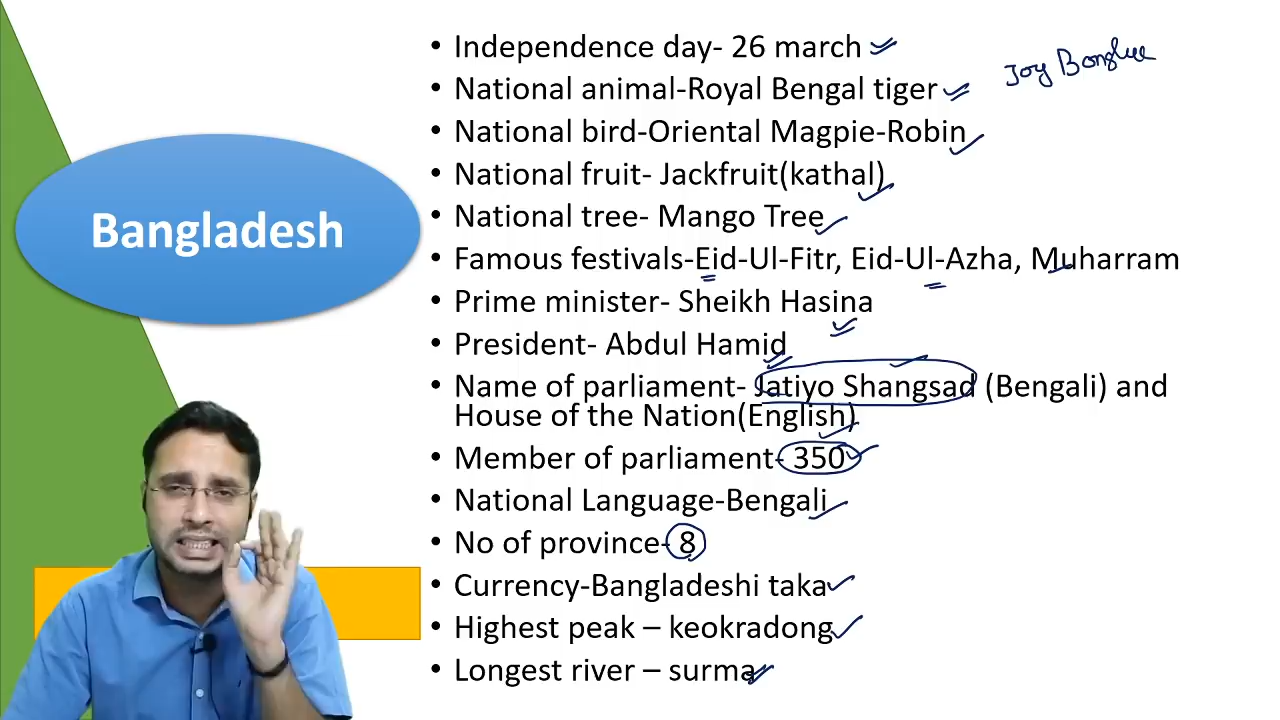 Independence day- 26 march
Joy Bangla
National animal-Royal Bengal tiger
National bird-Oriental Magpie-Robin
National fruit- Jackfruit(kathal)
National tree- Mango Tree
Bangladesh
Famous festivals-Eid-Ul-Fitr, Eid-Ul-Azha, Muharram
Prime minister- Sheikh Hasina
President- Abdul Hamid
Name of parliament- Jatiyo Shangsad (Bengali) and
House of the Nation(English)
Member of parliament- 350
National Language-Bengali
No of province- 8
Currency-Bangladeshi taka
Highest peak – keokradong
Longest river – surma